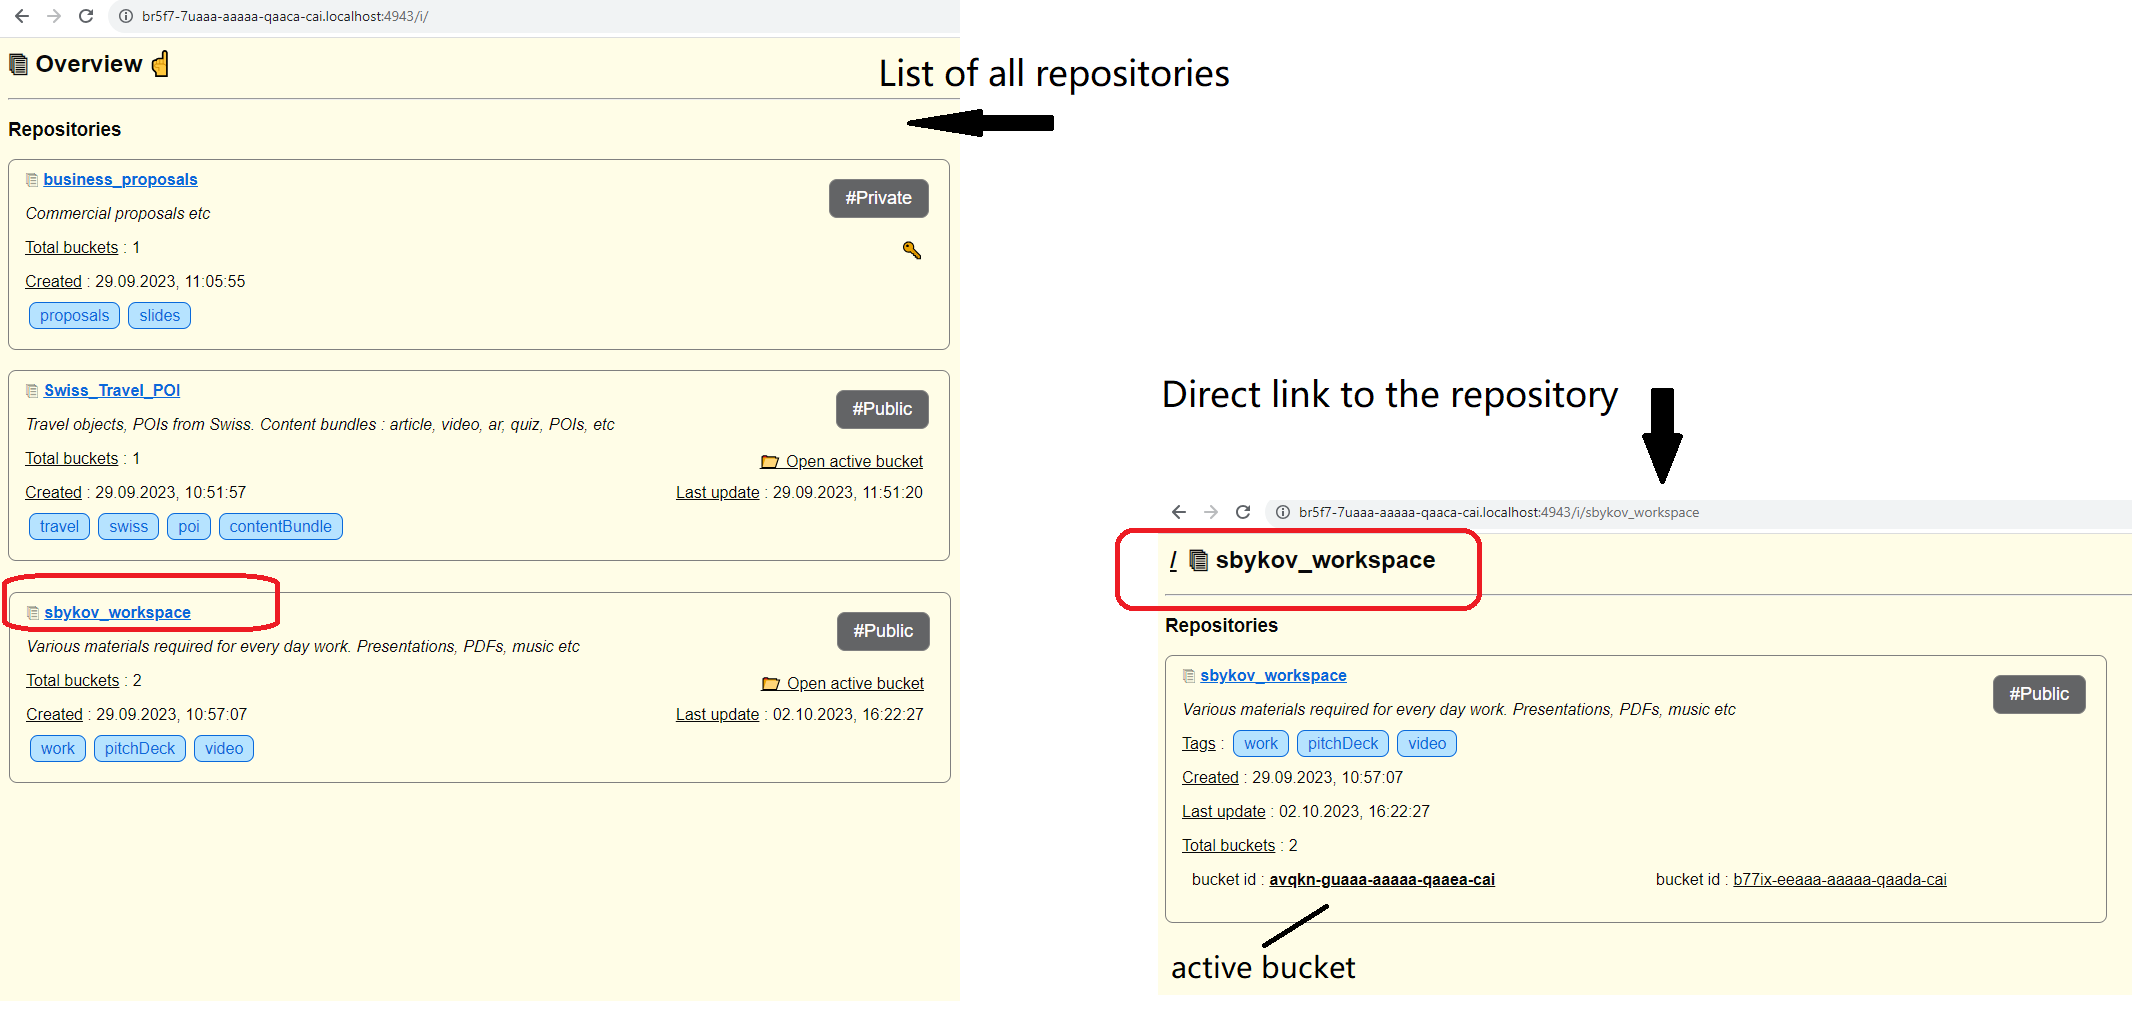 br5f7-7uaaa-aaaaa-qaaca-cai.localhost:4943/i/
Overview
List of all repositories
Repositories
business_proposals
#Private
Commercial proposals etc
Total buckets : 1
Created : 29.09.2023, 11:05:55
proposals slides
Swiss_Travel_POI
#Public
Travel objects, POIs from Swiss. Content bundles : article, video, ar, quiz, POIs, etc
Total buckets : 1
Open active bucket
Created : 29.09.2023, 10:51:57
Last update : 29.09.2023, 11:51:20
travel swiss poi contentBundle
sbykov_workspace
#Public
Various materials required for every day work. Presentations, PDFs, music etc
Total buckets : 2
Open active bucket
Created : 29.09.2023, 10:57:07
Last update : 02.10.2023, 16:22:27
work pitchDeck video
Direct link to the repository
br5f7-7uaaa-aaaaa-qaaca-cai.localhost:4943/i/sbykov_workspace
/ sbykov_workspace
Repositories
sbykov_workspace
#Public
Various materials required for every day work. Presentations, PDFs, music etc
Tags : work pitchDeck video
Created : 29.09.2023, 10:57:07
Last update : 02.10.2023, 16:22:27
Total buckets : 2
bucket id : avqkn-guaaa-aaaaa-qaaea-cai
bucket id : b77ix-eeaaa-aaaaa-qaada-cai
active bucket